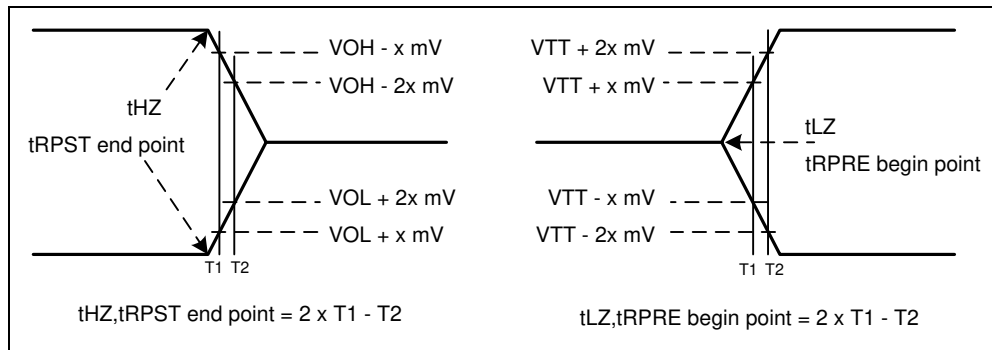 VOH - x mV
VOH - 2x mV
tHZ
tRPST end point
VOL + 2x mV
VOL + x mV
T1 T2
tHZ,tRPST end point = 2 x T1 - T2
VTT + 2x mV
VTT + x mV
tLZ
tRPRE begin point
VTT - x mV
VTT - 2x mV
T1 T2
tLZ,tRPRE begin point = 2 x T1 - T2